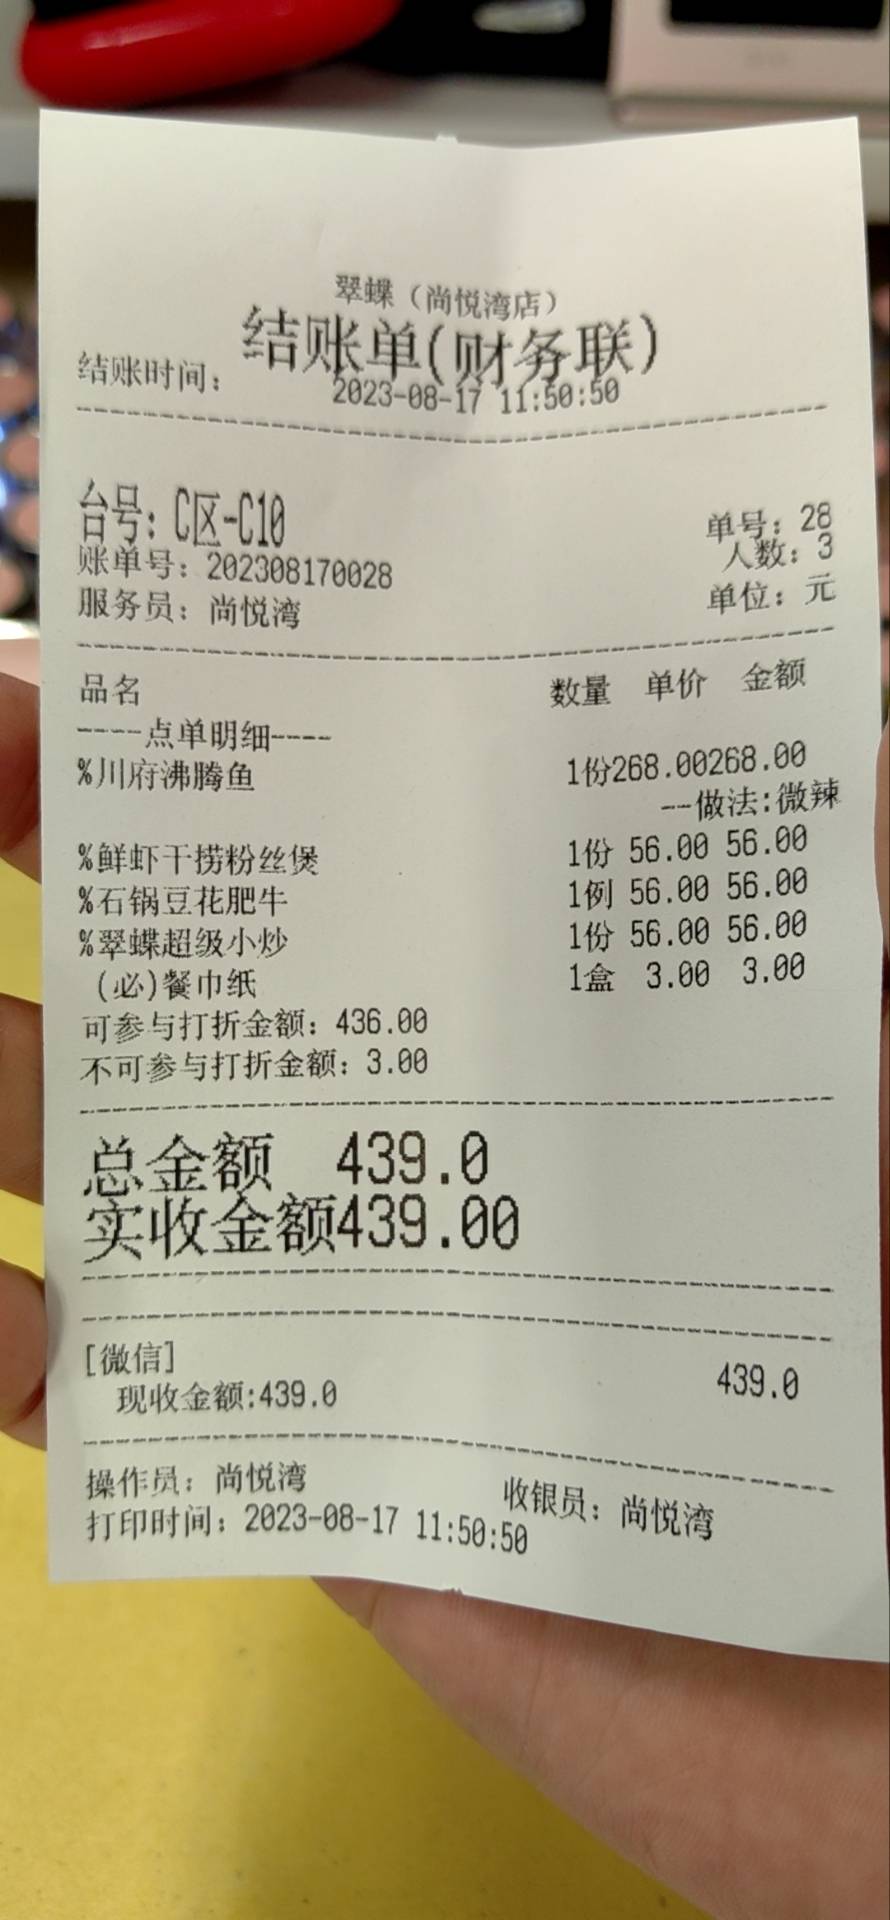 翠蝶（尚悦湾店）
结账单(财务联)
结账时间： 2023-08-17 11:50:50
台号：C区-C10
单号：28
账单号：202308170028
人数：3
服务员：尚悦湾
单位：元
品名 数量 单价 金额
----点单明细----
%川府沸腾鱼 1份268.00268.00
--做法:微辣
%鲜虾干捞粉丝煲 1份 56.00 56.00
%石锅豆花肥牛 1例 56.00 56.00
%翠蝶超级小炒 1份 56.00 56.00
(必)餐巾纸 1盒 3.00 3.00
可参与打折金额：436.00
不可参与打折金额：3.00
总金额 439.0
实收金额439.00
[微信] 439.0
现收金额:439.0
操作员：尚悦湾 收银员：尚悦湾
打印时间：2023-08-17 11:50:50